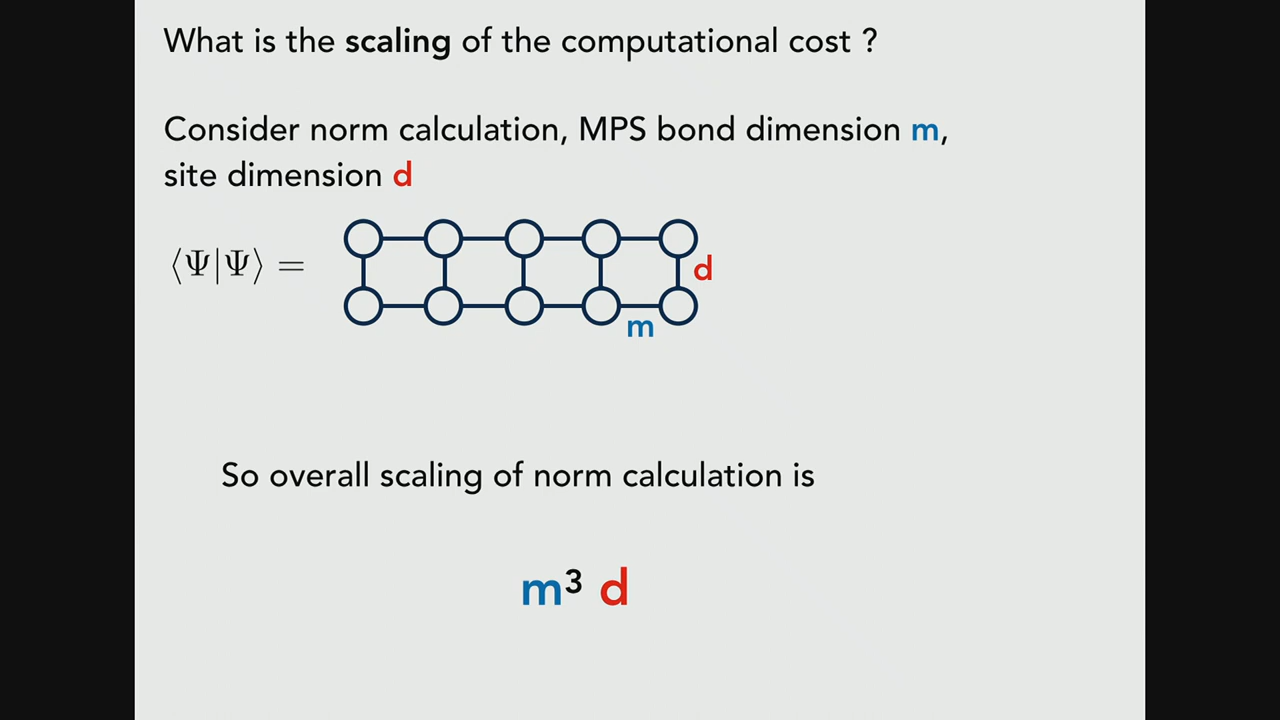 What is the scaling of the computational cost ?
Consider norm calculation, MPS bond dimension m,
site dimension d
⟨Ψ|Ψ⟩ =
d
m
So overall scaling of norm calculation is
m³ d